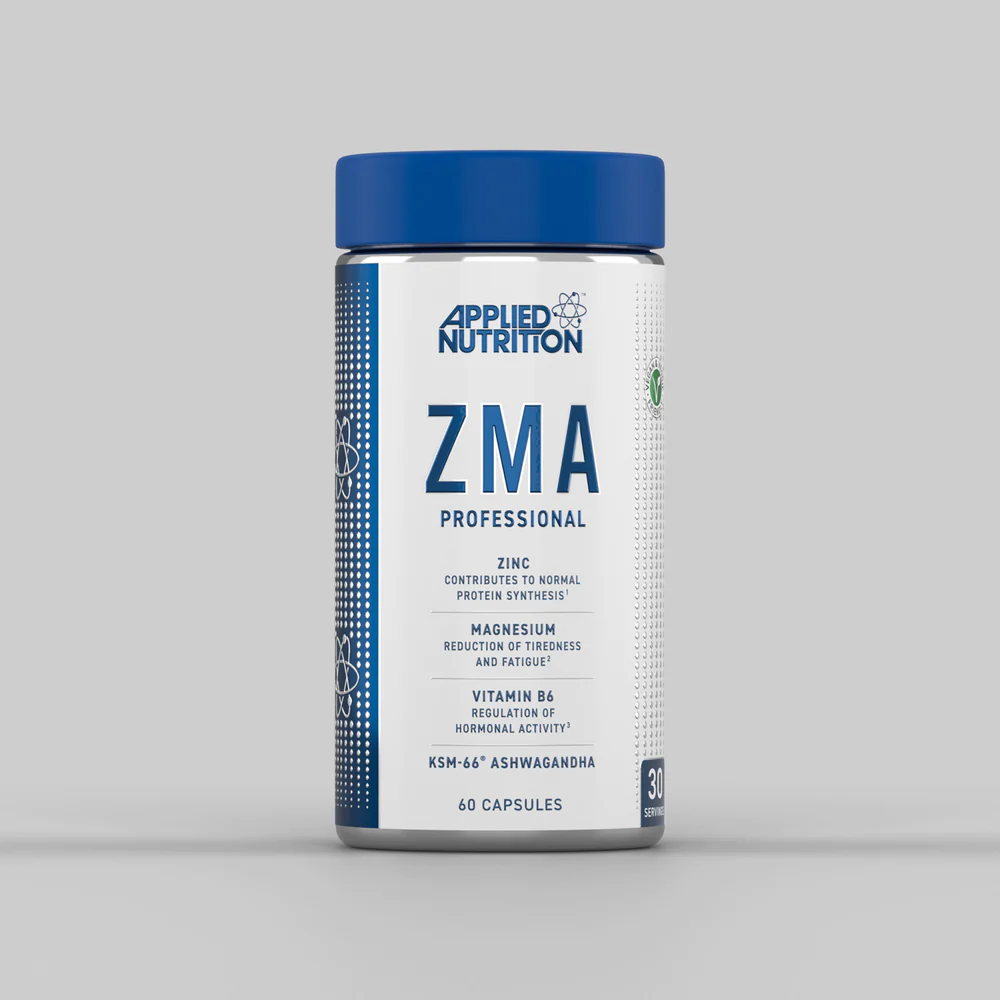 APPLIED
NUTRITION
™
ZMA
PROFESSIONAL
ZINC
CONTRIBUTES TO NORMAL
PROTEIN SYNTHESIS¹
MAGNESIUM
REDUCTION OF TIREDNESS
AND FATIGUE²
VITAMIN B6
REGULATION OF
HORMONAL ACTIVITY³
KSM-66® ASHWAGANDHA
60 CAPSULES
30